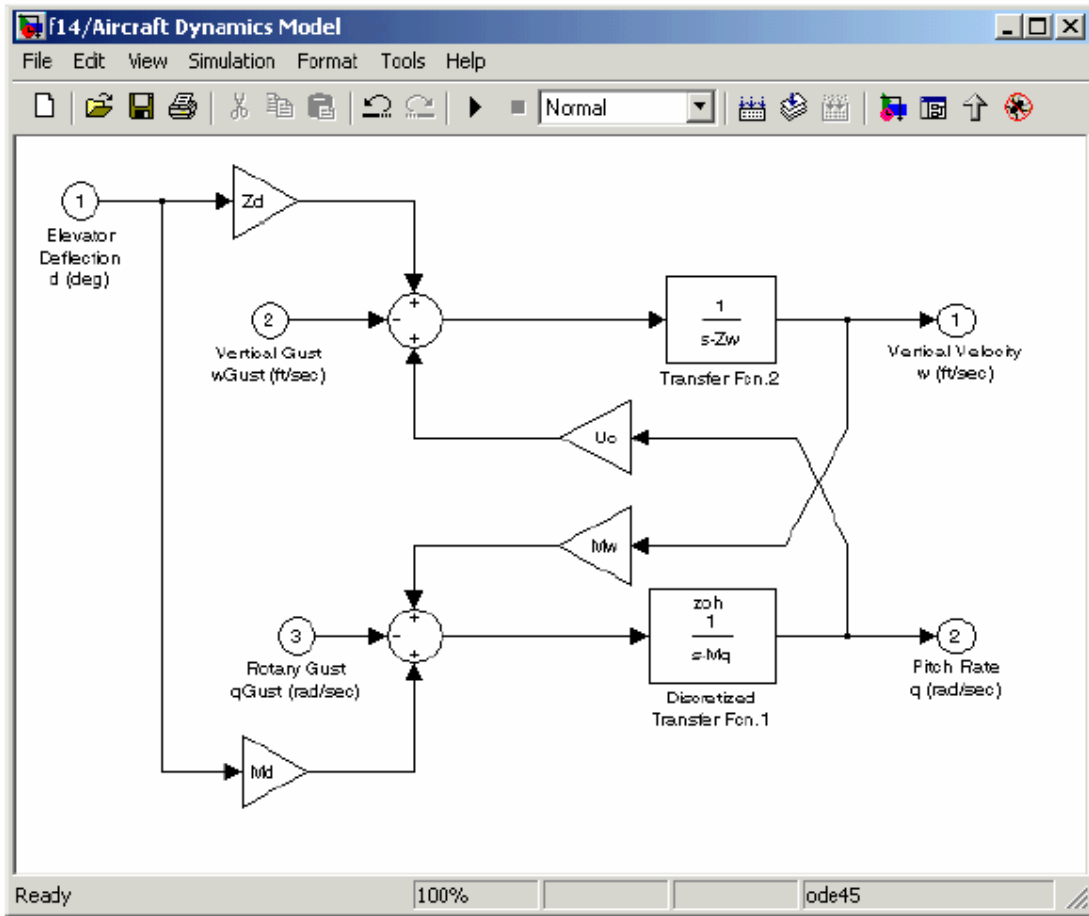 f14/Aircraft Dynamics Model
File Edit View Simulation Format Tools Help
Normal
1
Elevator
Deflection
d (deg)
Zd
+
-
+
2
Vertical Gust
wGust (ft/sec)
1
s-Zw
Transfer Fcn.2
1
Vertical Velocity
w (ft/sec)
Uo
Mw
+
-
+
3
Rotary Gust
qGust (rad/sec)
zoh
1
s-Mq
Discretized
Transfer Fcn.1
2
Pitch Rate
q (rad/sec)
Md
Ready 100% ode45